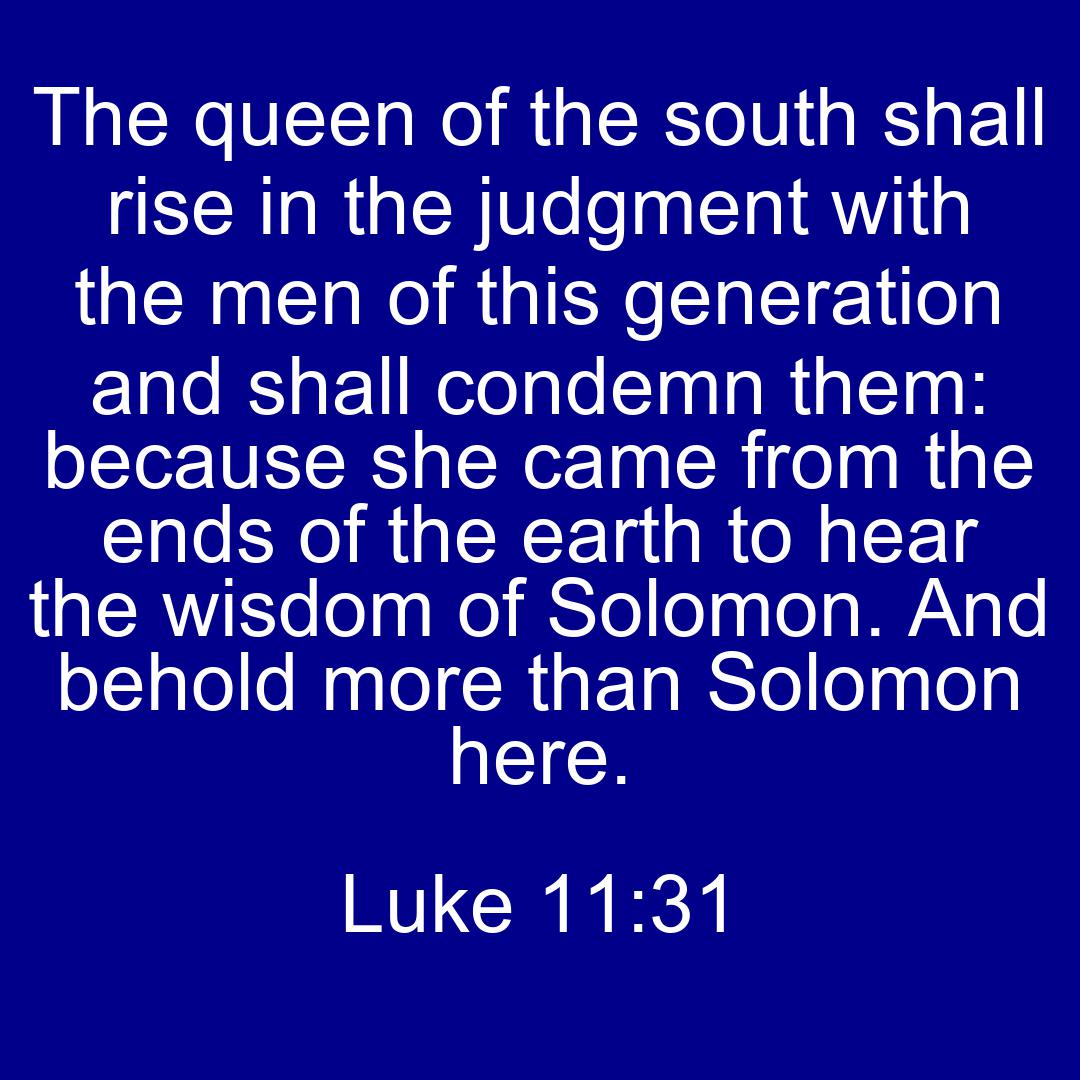 The queen of the south shall
rise in the judgment with
the men of this generation
and shall condemn them:
because she came from the
ends of the earth to hear
the wisdom of Solomon. And
behold more than Solomon
here.
Luke 11:31